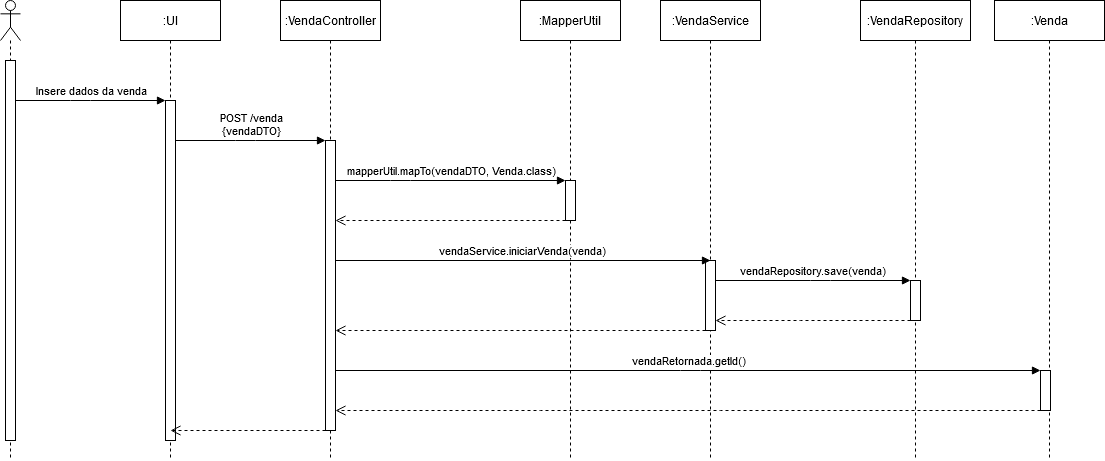 :UI
:VendaController
:MapperUtil
:VendaService
:VendaRepository
:Venda
Insere dados da venda
POST /venda
{vendaDTO}
mapperUtil.mapTo(vendaDTO, Venda.class)
vendaService.iniciarVenda(venda)
vendaRepository.save(venda)
vendaRetornada.getId()